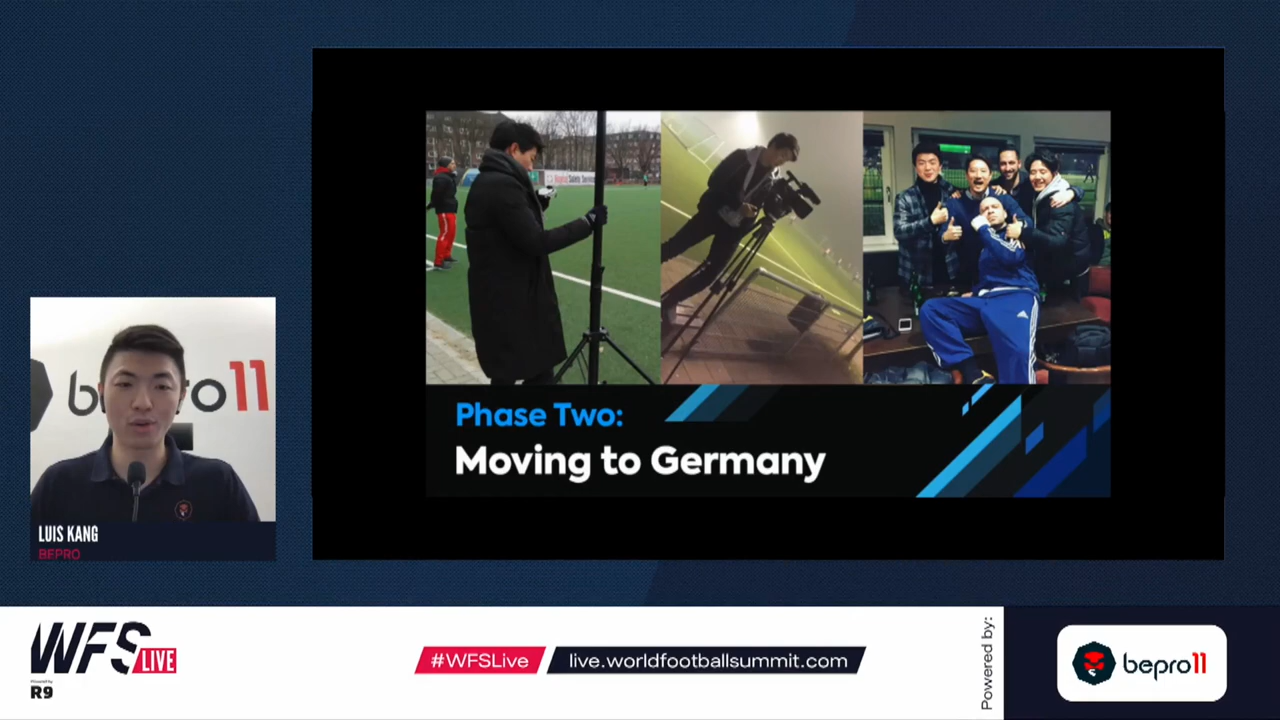 bepro11
LUIS KANG
BEPRO
Phase Two:
Moving to Germany
WFS
LIVE
R9
#WFSLive
live.worldfootballsummit.com
Powered by:
bepro11